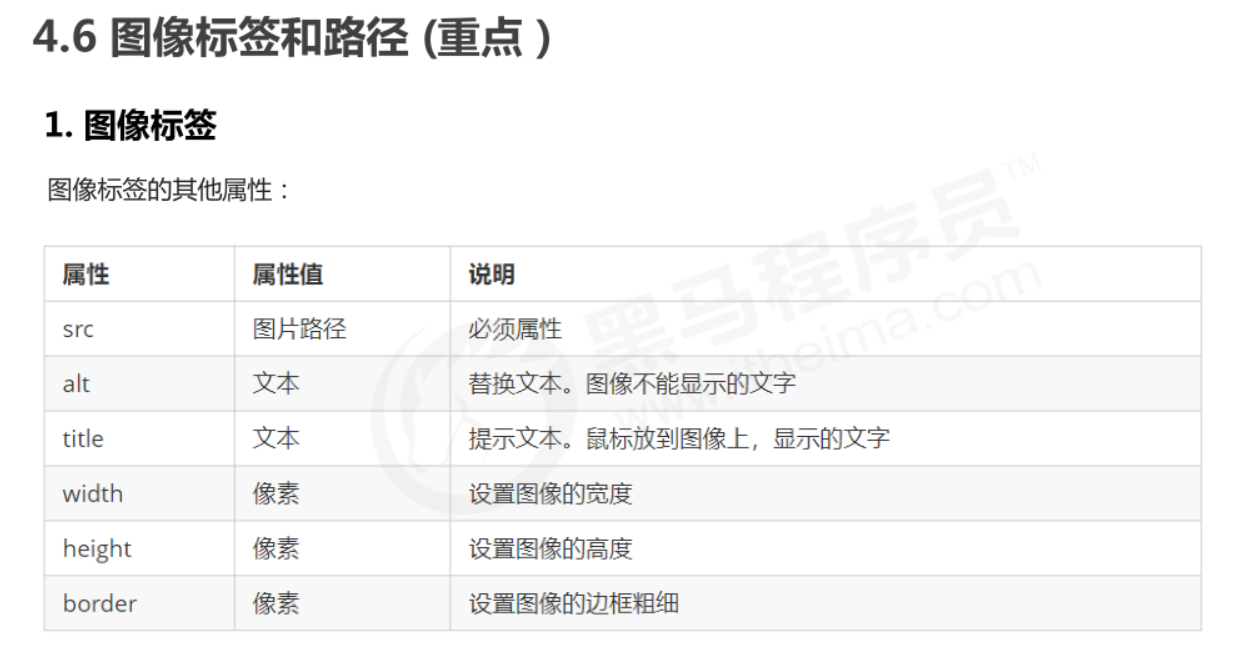 4.6 图像标签和路径 (重点 )
1. 图像标签
图像标签的其他属性：
属性 属性值 说明
src 图片路径 必须属性
alt 文本 替换文本。图像不能显示的文字
title 文本 提示文本。鼠标放到图像上，显示的文字
width 像素 设置图像的宽度
height 像素 设置图像的高度
border 像素 设置图像的边框粗细
黑马程序员™
www.itheima.com